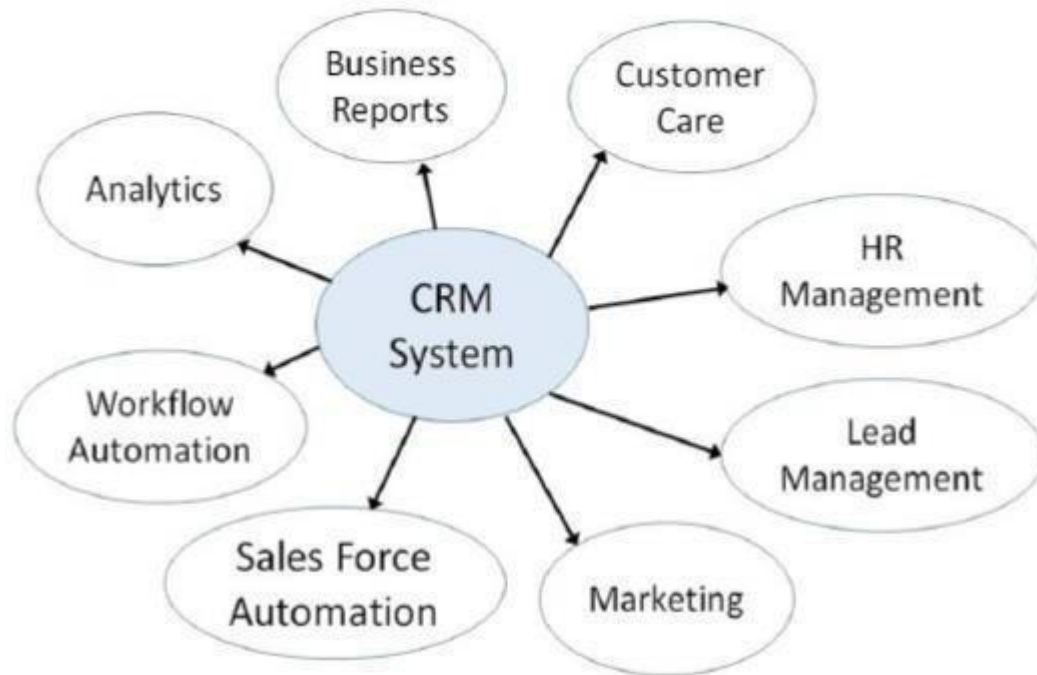 Business
Reports
Customer
Care
Analytics
HR
Management
CRM
System
Workflow
Automation
Lead
Management
Sales Force
Automation
Marketing